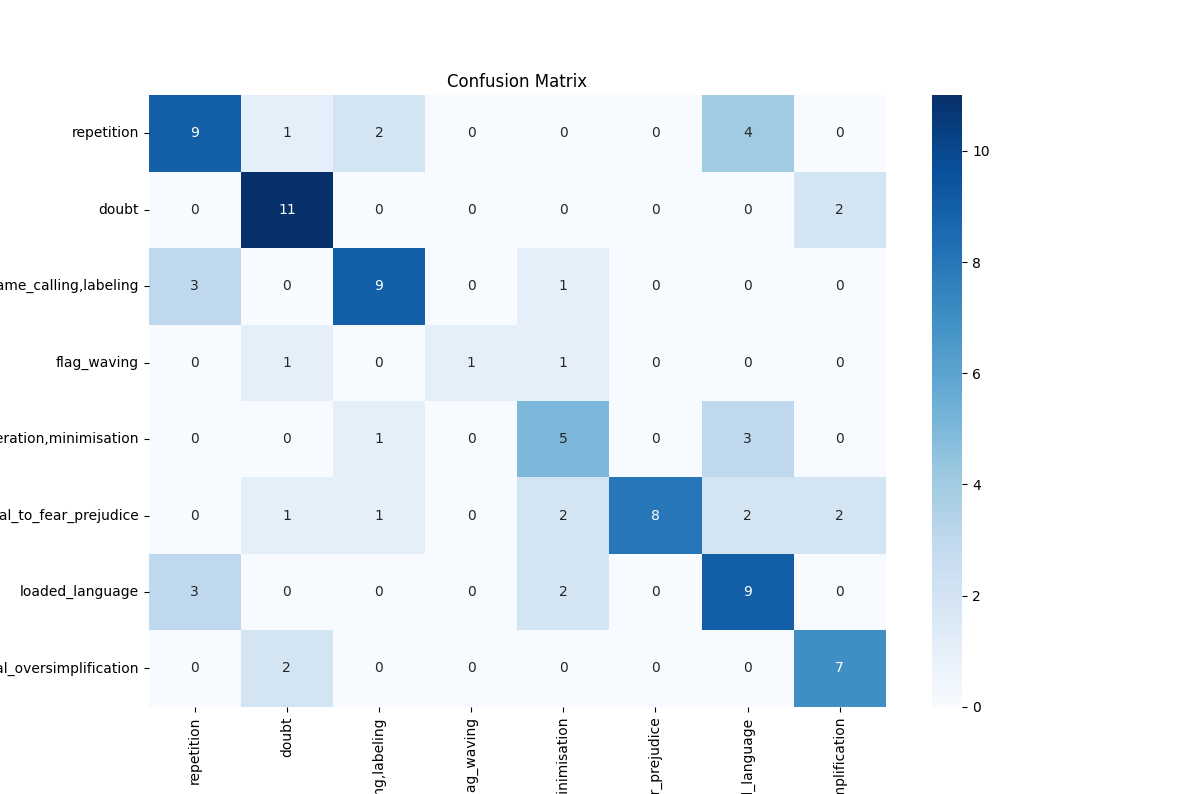 Confusion Matrix
repetition 9 1 2 0 0 0 4 0
doubt 0 11 0 0 0 0 0 2
ame_calling,labeling 3 0 9 0 1 0 0 0
flag_waving 0 1 0 1 1 0 0 0
eration,minimisation 0 0 1 0 5 0 3 0
al_to_fear_prejudice 0 1 1 0 2 8 2 2
loaded_language 3 0 0 0 2 0 9 0
al_oversimplification 0 2 0 0 0 0 0 7
repetition
doubt
ng,labeling
ag_waving
inimisation
r_prejudice
d_language
mplification
10
8
6
4
2
0